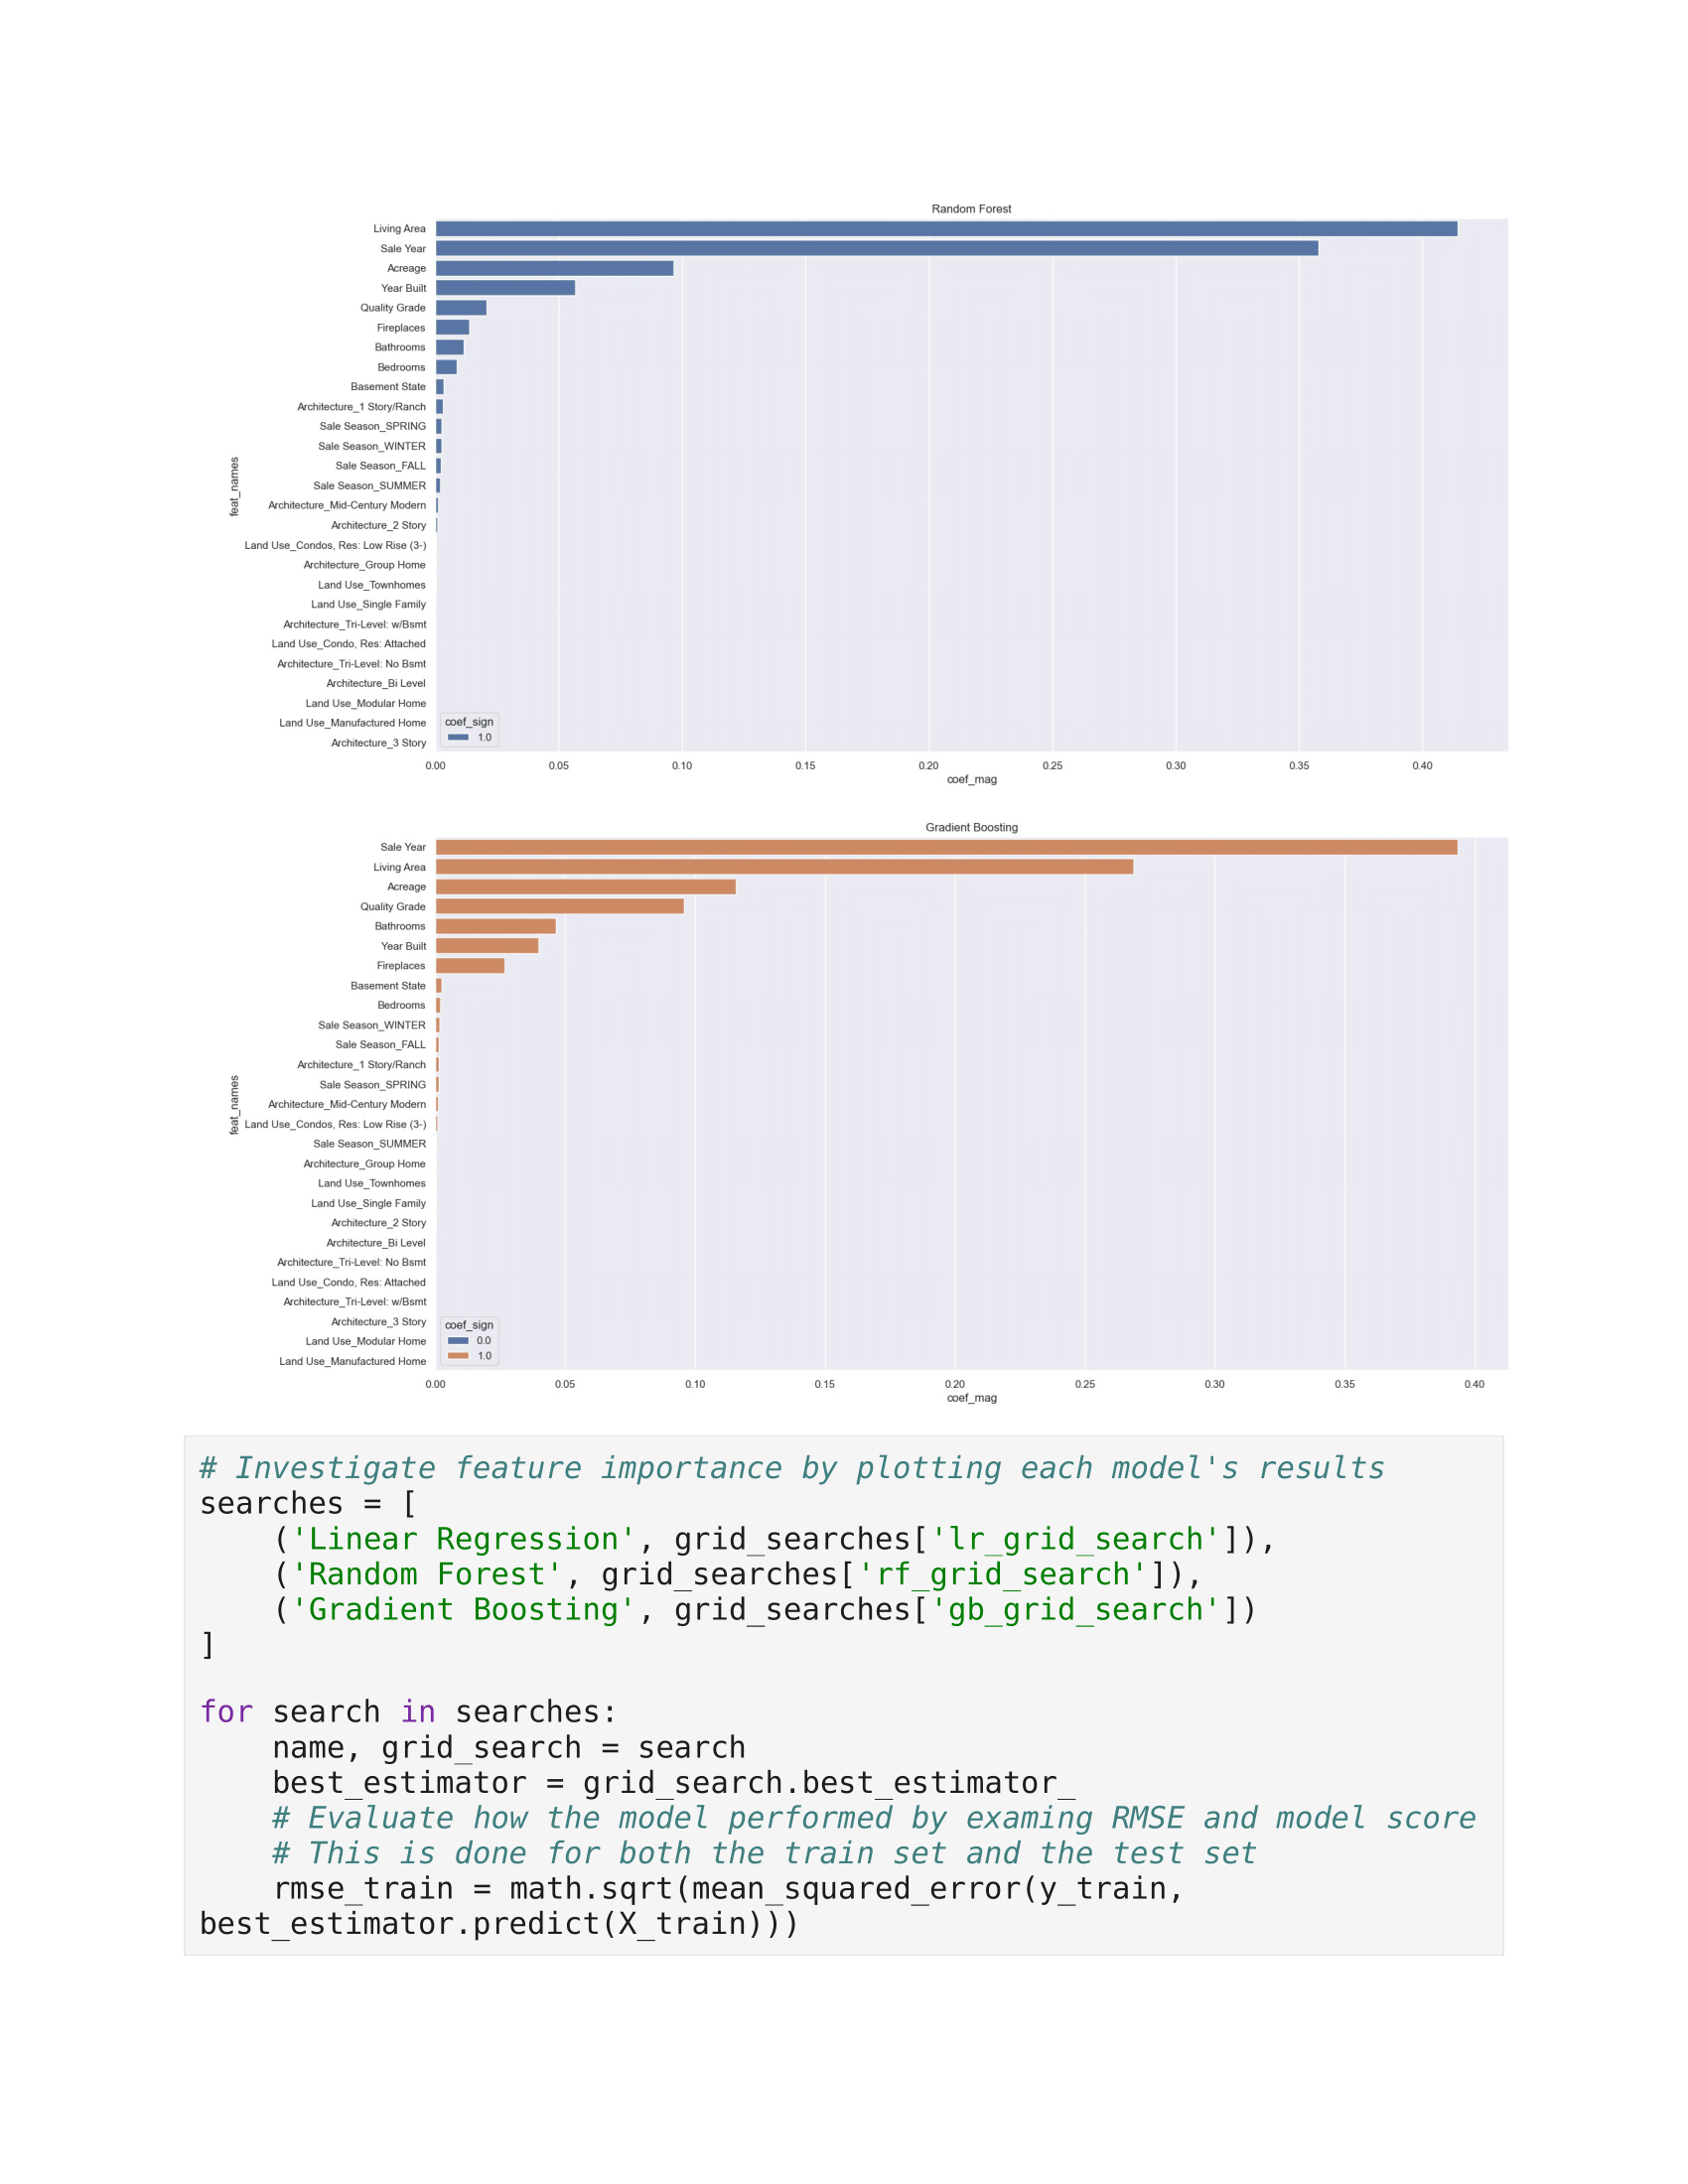 Random Forest
Living Area
Sale Year
Acreage
Year Built
Quality Grade
Fireplaces
Bathrooms
Bedrooms
Basement State
Architecture_1 Story/Ranch
Sale Season_SPRING
Sale Season_WINTER
Sale Season_FALL
Sale Season_SUMMER
Architecture_Mid-Century Modern
Architecture_2 Story
Land Use_Condos, Res: Low Rise (3-)
Architecture_Group Home
Land Use_Townhomes
Land Use_Single Family
Architecture_Tri-Level: w/Bsmt
Land Use_Condo, Res: Attached
Architecture_Tri-Level: No Bsmt
Architecture_Bi Level
Land Use_Modular Home
Land Use_Manufactured Home
Architecture_3 Story
feat_names
coef_sign
1.0
0.00 0.05 0.10 0.15 0.20 0.25 0.30 0.35 0.40
coef_mag
Gradient Boosting
Sale Year
Living Area
Acreage
Quality Grade
Bathrooms
Year Built
Fireplaces
Basement State
Bedrooms
Sale Season_WINTER
Sale Season_FALL
Architecture_1 Story/Ranch
Sale Season_SPRING
Architecture_Mid-Century Modern
Land Use_Condos, Res: Low Rise (3-)
Sale Season_SUMMER
Architecture_Group Home
Land Use_Townhomes
Land Use_Single Family
Architecture_2 Story
Architecture_Bi Level
Architecture_Tri-Level: No Bsmt
Land Use_Condo, Res: Attached
Architecture_Tri-Level: w/Bsmt
Architecture_3 Story
Land Use_Modular Home
Land Use_Manufactured Home
feat_names
coef_sign
0.0
1.0
0.00 0.05 0.10 0.15 0.20 0.25 0.30 0.35 0.40
coef_mag
# Investigate feature importance by plotting each model's results
searches = [
    ('Linear Regression', grid_searches['lr_grid_search']),
    ('Random Forest', grid_searches['rf_grid_search']),
    ('Gradient Boosting', grid_searches['gb_grid_search'])
]
for search in searches:
    name, grid_search = search
    best_estimator = grid_search.best_estimator_
    # Evaluate how the model performed by examing RMSE and model score
    # This is done for both the train set and the test set
    rmse_train = math.sqrt(mean_squared_error(y_train,
best_estimator.predict(X_train)))